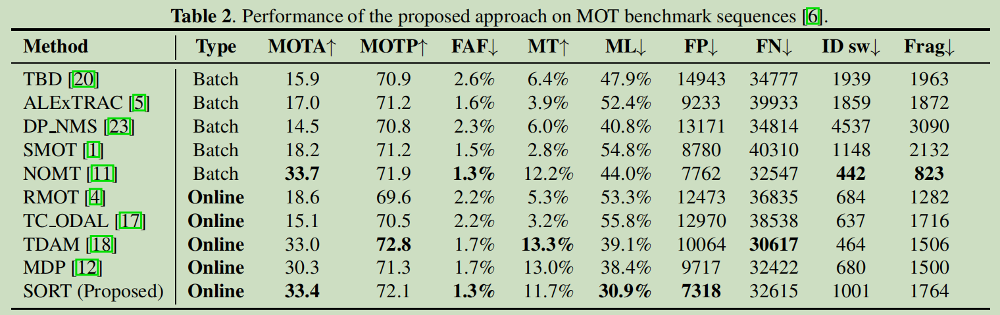 Table 2. Performance of the proposed approach on MOT benchmark sequences [6].
Method Type MOTA↑ MOTP↑ FAF↓ MT↑ ML↓ FP↓ FN↓ ID sw↓ Frag↓
TBD [20] Batch 15.9 70.9 2.6% 6.4% 47.9% 14943 34777 1939 1963
ALExTRAC [5] Batch 17.0 71.2 1.6% 3.9% 52.4% 9233 39933 1859 1872
DP_NMS [23] Batch 14.5 70.8 2.3% 6.0% 40.8% 13171 34814 4537 3090
SMOT [1] Batch 18.2 71.2 1.5% 2.8% 54.8% 8780 40310 1148 2132
NOMT [11] Batch 33.7 71.9 1.3% 12.2% 44.0% 7762 32547 442 823
RMOT [4] Online 18.6 69.6 2.2% 5.3% 53.3% 12473 36835 684 1282
TC_ODAL [17] Online 15.1 70.5 2.2% 3.2% 55.8% 12970 38538 637 1716
TDAM [18] Online 33.0 72.8 1.7% 13.3% 39.1% 10064 30617 464 1506
MDP [12] Online 30.3 71.3 1.7% 13.0% 38.4% 9717 32422 680 1500
SORT (Proposed) Online 33.4 72.1 1.3% 11.7% 30.9% 7318 32615 1001 1764